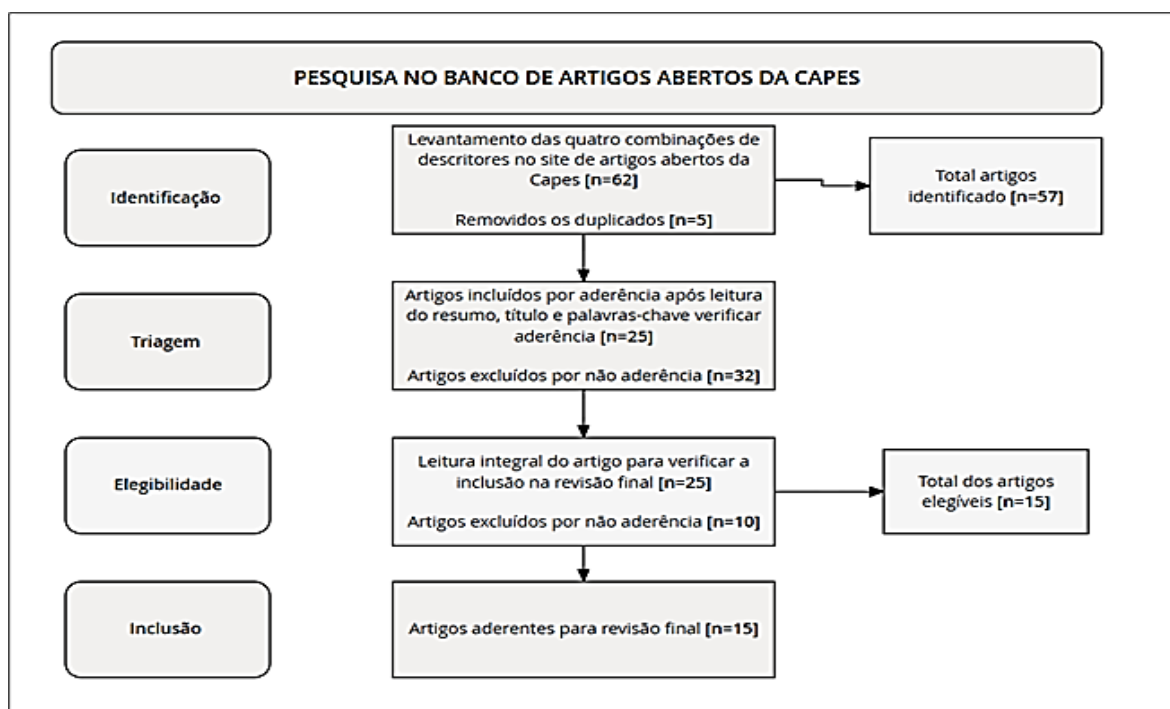 PESQUISA NO BANCO DE ARTIGOS ABERTOS DA CAPES
Identificação
Levantamento das quatro combinações de
descritores no site de artigos abertos da
Capes [n=62]
Removidos os duplicados [n=5]
Total artigos
identificado [n=57]
Triagem
Artigos incluídos por aderência após leitura
do resumo, título e palavras-chave verificar
aderência [n=25]
Artigos excluídos por não aderência [n=32]
Elegibilidade
Leitura integral do artigo para verificar a
inclusão na revisão final [n=25]
Artigos excluídos por não aderência [n=10]
Total dos artigos
elegíveis [n=15]
Inclusão
Artigos aderentes para revisão final [n=15]